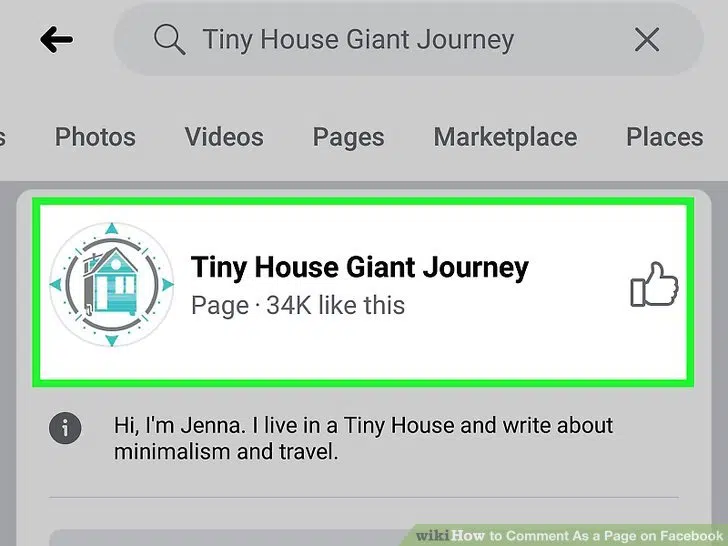 Tiny House Giant Journey
s Photos Videos Pages Marketplace Places
Tiny House Giant Journey
Page · 34K like this
Hi, I'm Jenna. I live in a Tiny House and write about
minimalism and travel.
wikiHow to Comment As a Page on Facebook